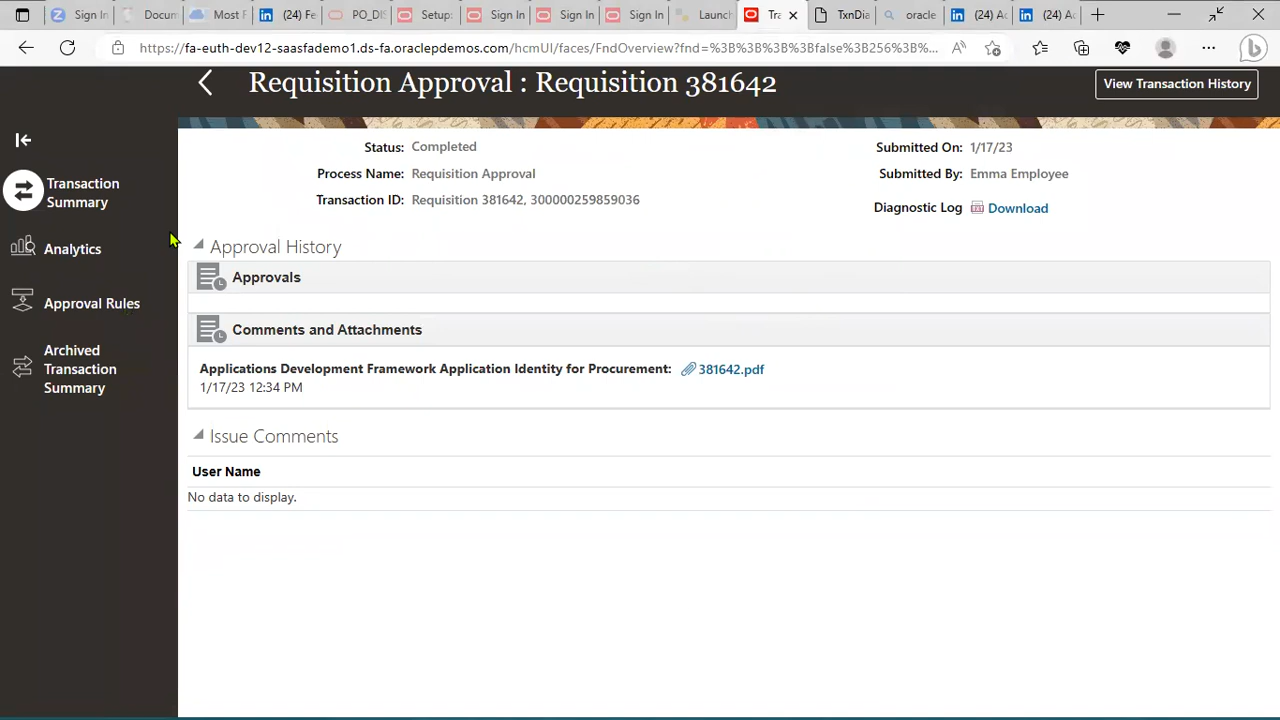 Sign In
Docum
Most F
(24) Fe
PO_DIS
Setup:
Sign In
Sign In
Sign In
Launch
Tra
TxnDia
oracle
(24) Ac
(24) Ac
https://fa-euth-dev12-saasfademo1.ds-fa.oraclepdemos.com/hcmUI/faces/FndOverview?fnd=%3B%3B%3B%3Bfalse%3B256%3B%...
Requisition Approval : Requisition 381642
View Transaction History
Transaction
Summary
Analytics
Approval Rules
Archived
Transaction
Summary
Status: Completed
Submitted On: 1/17/23
Process Name: Requisition Approval
Submitted By: Emma Employee
Transaction ID: Requisition 381642, 300000259859036
Diagnostic Log Download
Approval History
Approvals
Comments and Attachments
Applications Development Framework Application Identity for Procurement: 381642.pdf
1/17/23 12:34 PM
Issue Comments
User Name
No data to display.